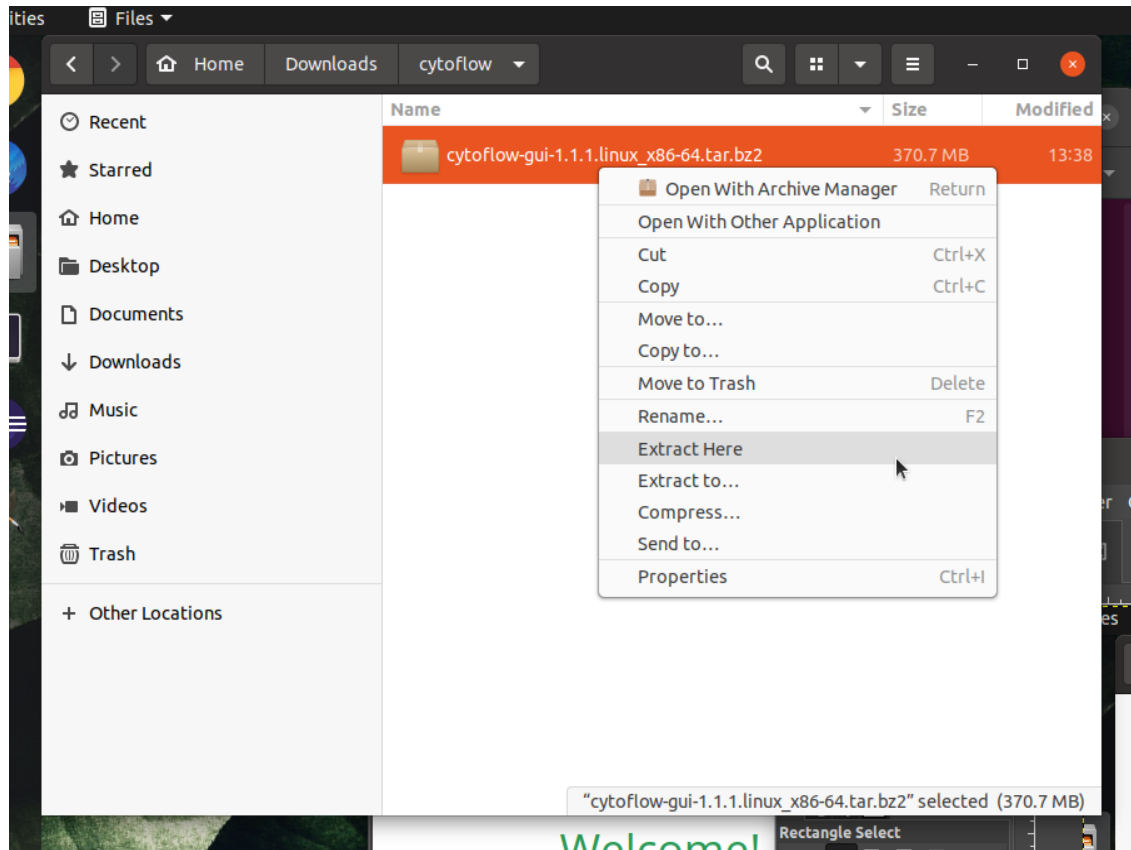 ities Files
Home Downloads cytoflow
Name Size Modified
Recent
Starred
Home
Desktop
Documents
Downloads
Music
Pictures
Videos
Trash
+ Other Locations
cytoflow-gui-1.1.1.linux_x86-64.tar.bz2 370.7 MB 13:38
Open With Archive Manager Return
Open With Other Application
Cut Ctrl+X
Copy Ctrl+C
Move to…
Copy to…
Move to Trash Delete
Rename… F2
Extract Here
Extract to…
Compress…
Send to…
Properties Ctrl+I
er
es
“cytoflow-gui-1.1.1.linux_x86-64.tar.bz2” selected (370.7 MB)
Welcome!
Rectangle Select